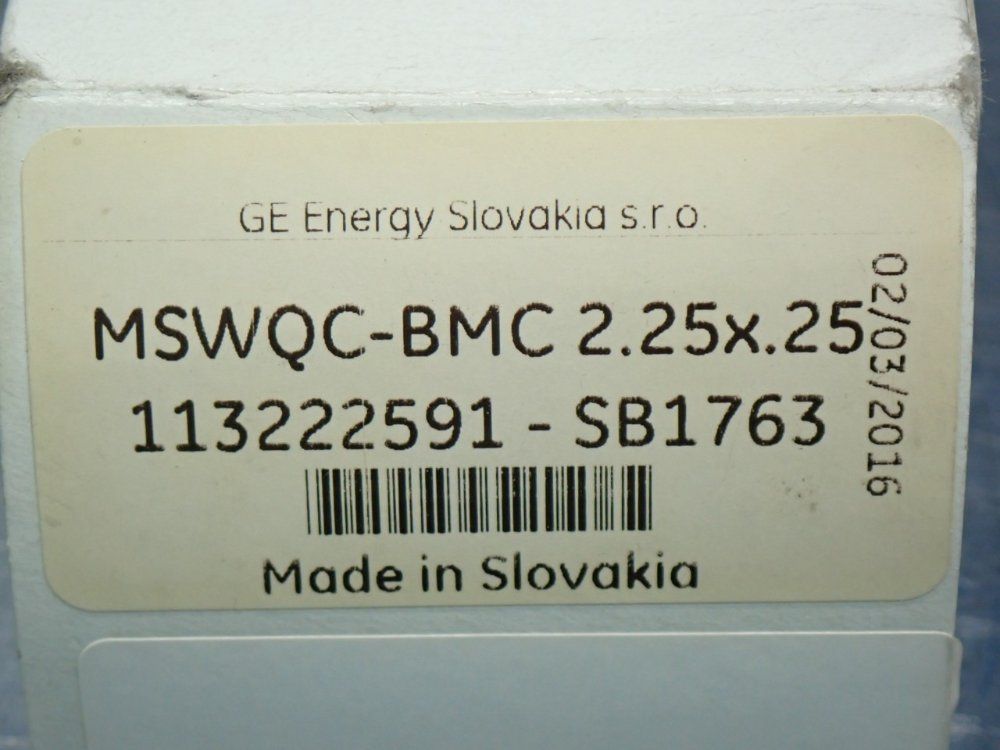 GE Energy Slovakia s.r.o.
MSWQC-BMC 2.25x.25
113222591 - SB1763
Made in Slovakia
02/03/2016